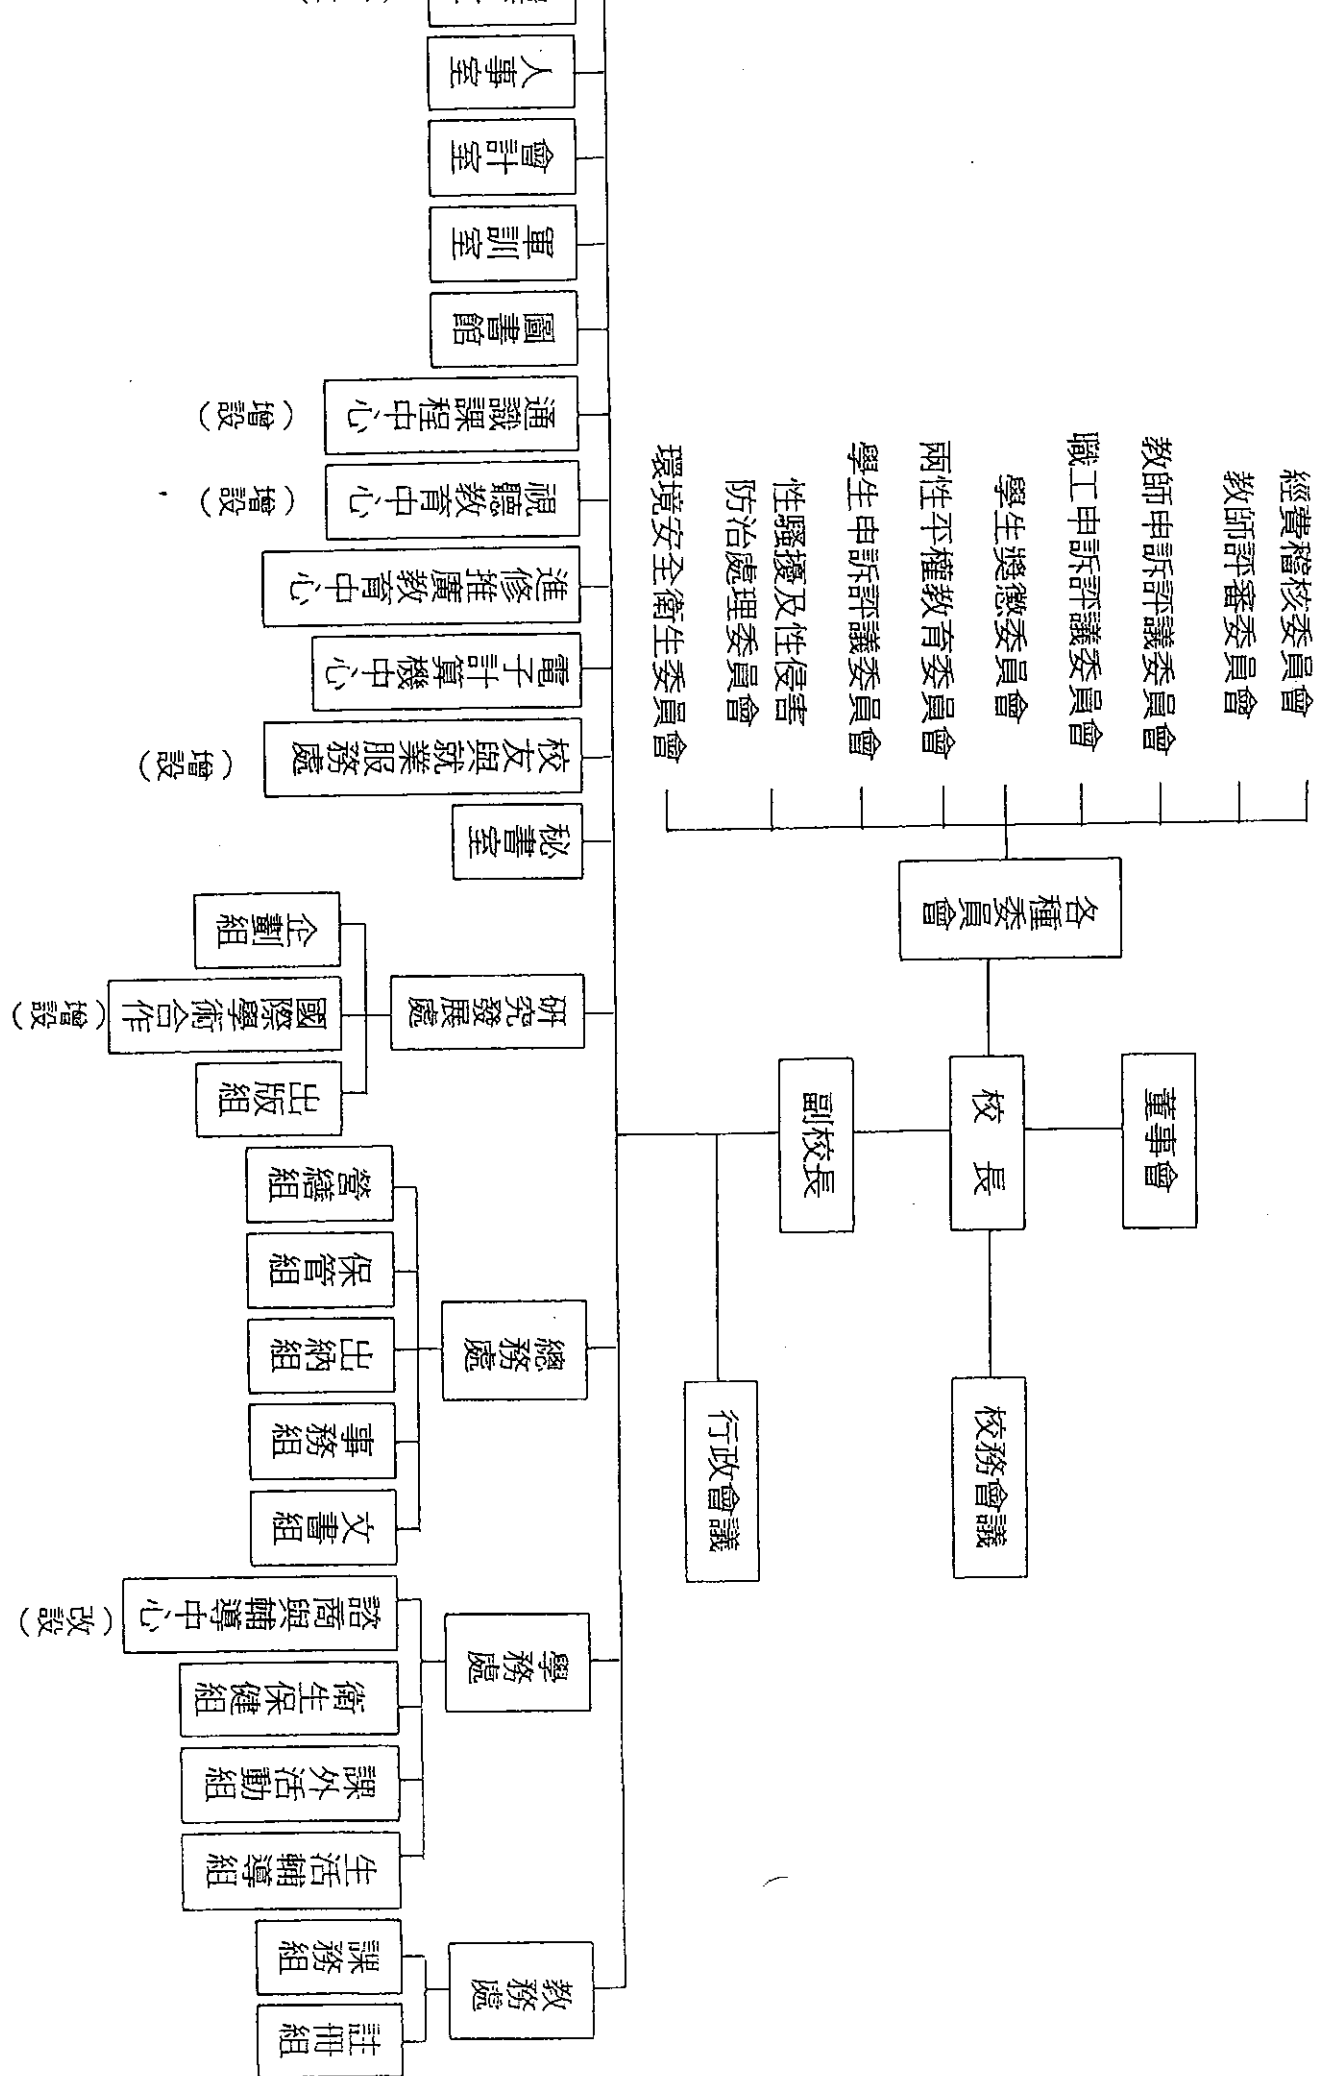 董事會
校長
校務會議
各種委員會
經費稽核委員會
教師評審委員會
教師申訴評議委員會
職工申訴評議委員會
學生獎懲委員會
兩性平權教育委員會
學生申訴評議委員會
性騷擾及性侵害
防治處理委員會
環境安全衛生委員會
副校長
行政會議
人事室
會計室
軍訓室
圖書館
通識課程中心
（增設）
視聽教育中心
（增設）
進修推廣教育中心
電子計算機中心
校友與就業服務處
（增設）
秘書室
研究發展處
企劃組
國際學術合作
（增設）
出版組
總務處
營繕組
保管組
出納組
事務組
文書組
學務處
諮商與輔導中心
（改設）
衛生保健組
課外活動組
生活輔導組
教務處
課務組
註冊組